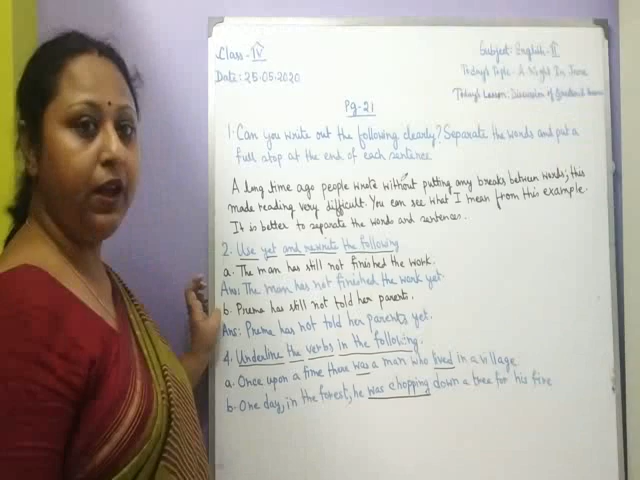 Class - IV
Date: 25-05-2020
Subject: English - II
Today's Topic - A Night In June
Today's Lesson: Discussion of Question & Answer
Pg-21
1. Can you write out the following clearly? Separate the words and put a
full stop at the end of each sentence
A long time ago people wrote without putting any breaks between words; this
made reading very difficult. You can see what I mean from this example.
It is better to separate the words and sentences.
2. Use yet and rewrite the following
a. The man has still not finished the work.
Ans: The man has not finished the work yet.
b. Prema has still not told her parents.
Ans: Prema has not told her parents yet.
4. Underline the verbs in the following.
a. Once upon a time there was a man who lived in a village
b. One day, in the forest, he was chopping down a tree for his fire